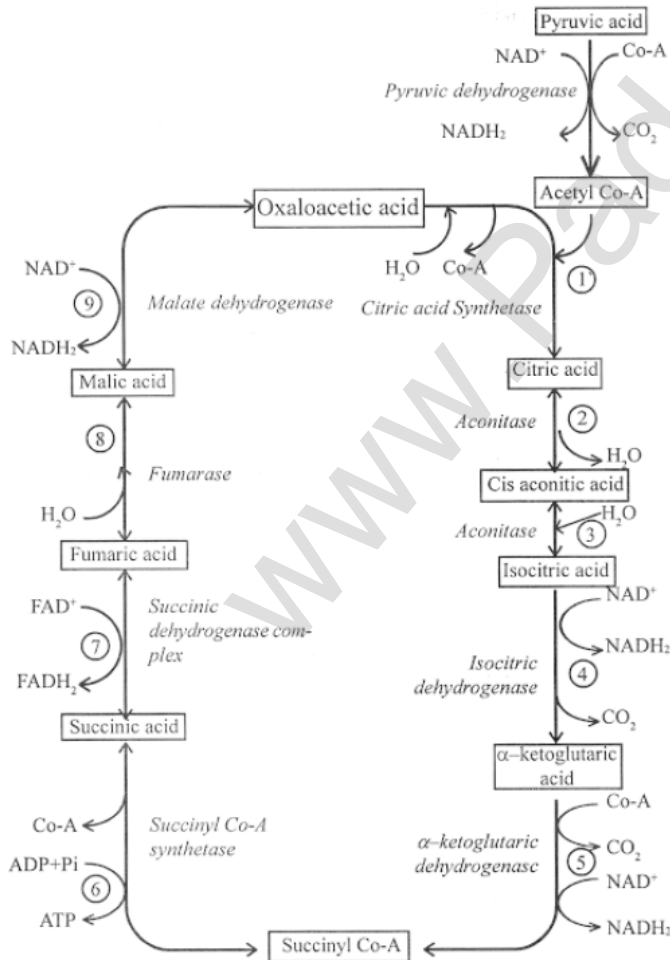 Pyruvic acid
NAD⁺
Co-A
Pyruvic dehydrogenase
NADH₂
CO₂
Acetyl Co-A
Oxaloacetic acid
H₂O
Co-A
1
Citric acid Synthetase
Citric acid
Aconitase
2
H₂O
Cis aconitic acid
H₂O
Aconitase
3
Isocitric acid
NAD⁺
NADH₂
Isocitric
dehydrogenase
4
CO₂
α–ketoglutaric
acid
Co-A
α–ketoglutaric
dehydrogenasc
CO₂
5
NAD⁺
NADH₂
Succinyl Co-A
Co-A
Succinyl Co-A
synthetase
ADP+Pi
6
ATP
Succinic acid
FAD⁺
Succinic
dehydrogenase com-
plex
7
FADH₂
Fumaric acid
H₂O
Fumarase
8
Malic acid
NAD⁺
9
Malate dehydrogenase
NADH₂
www.Pad